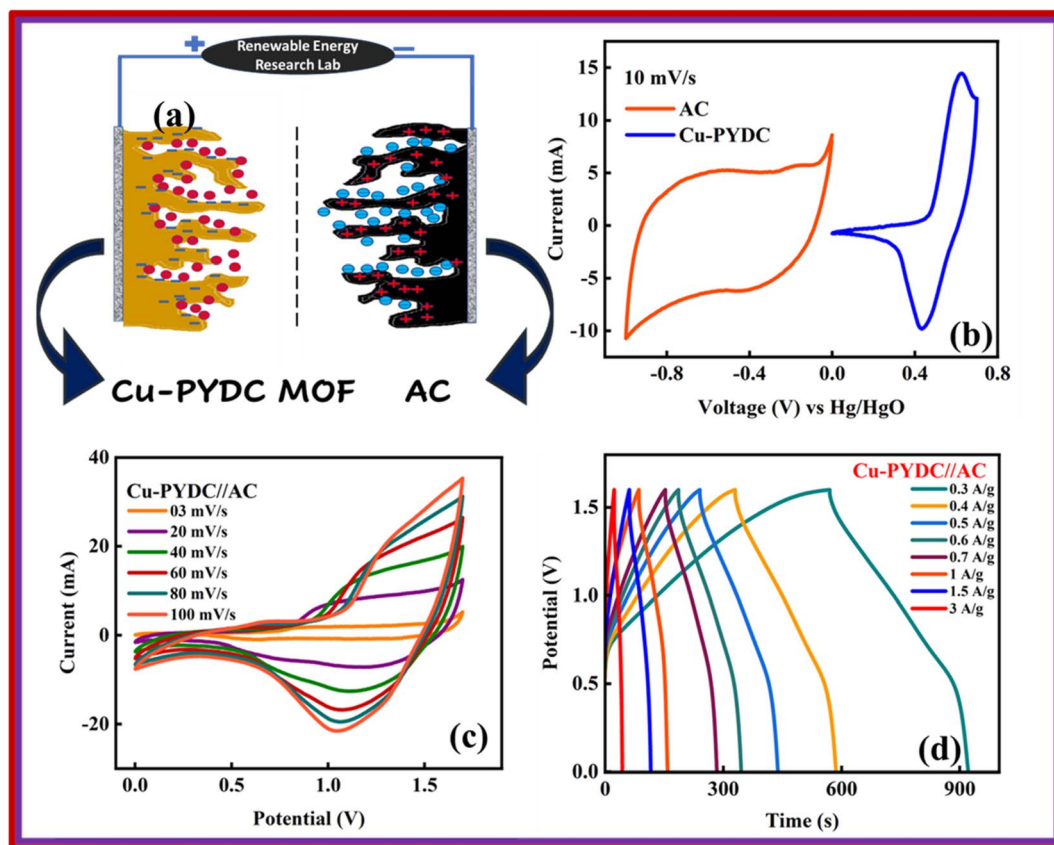 Renewable Energy
Research Lab
(a)
Cu-PYDC MOF
AC
10 mV/s
AC
Cu-PYDC
15
10
5
0
-5
-10
Current (mA)
-0.8
-0.4
0.0
0.4
0.8
Voltage (V) vs Hg/HgO
(b)
Cu-PYDC//AC
03 mV/s
20 mV/s
40 mV/s
60 mV/s
80 mV/s
100 mV/s
40
20
0
-20
Current (mA)
0.0
0.5
1.0
1.5
Potential (V)
(c)
Cu-PYDC//AC
0.3 A/g
0.4 A/g
0.5 A/g
0.6 A/g
0.7 A/g
1 A/g
1.5 A/g
3 A/g
1.5
1.0
0.5
0.0
Potential (V)
0
300
600
900
Time (s)
(d)